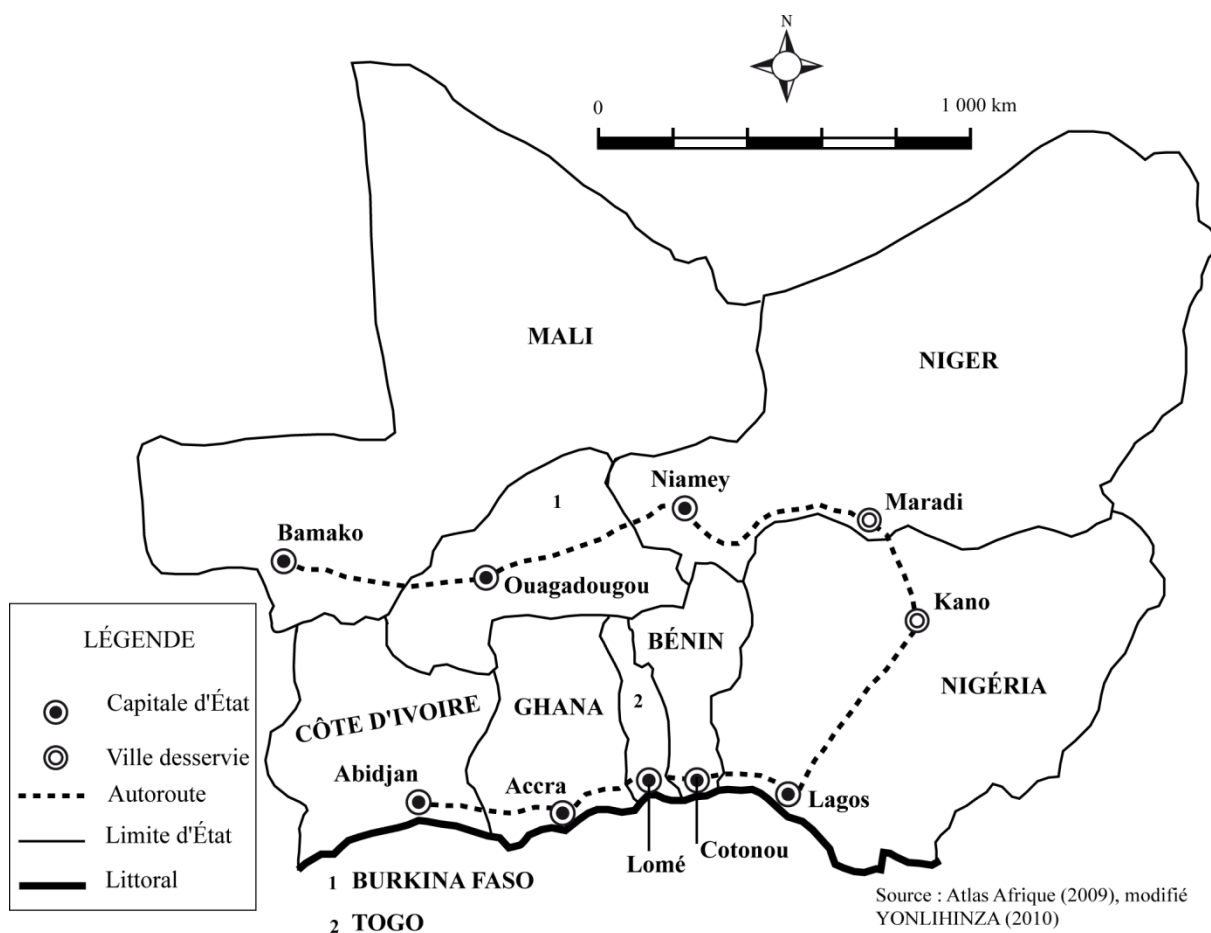 N
0
1 000 km
MALI
NIGER
Niamey
Maradi
1
Bamako
Ouagadougou
Kano
BÉNIN
LÉGENDE
NIGÉRIA
2
GHANA
CÔTE D'IVOIRE
Capitale d'État
Ville desservie
Abidjan
Accra
Autoroute
Lagos
Limite d'État
Cotonou
Lomé
Littoral
1 BURKINA FASO
2 TOGO
Source : Atlas Afrique (2009), modifié
YONLIHINZA (2010)